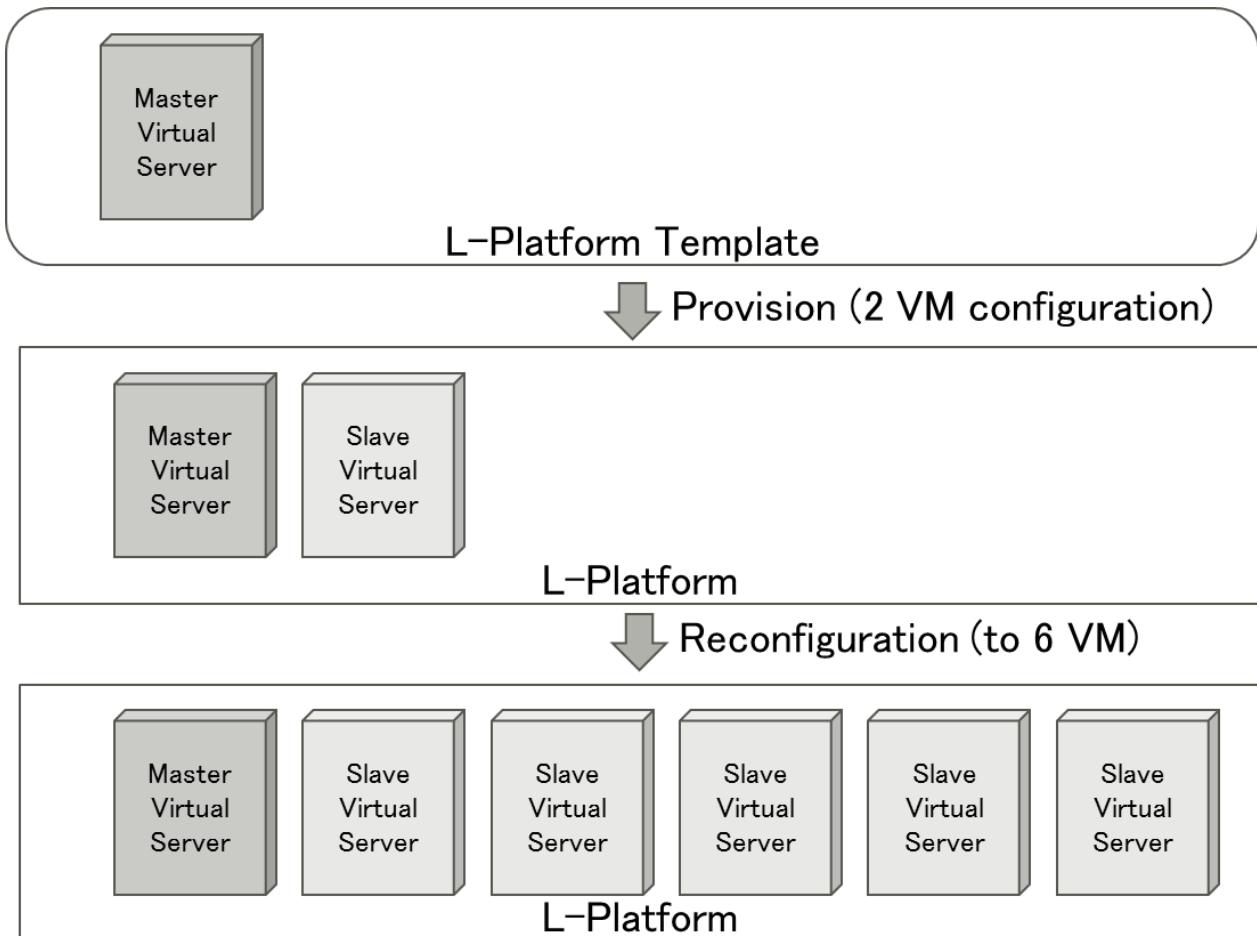 Master
Virtual
Server
L-Platform Template
Provision (2 VM configuration)
Master
Virtual
Server
Slave
Virtual
Server
L-Platform
Reconfiguration (to 6 VM)
Master
Virtual
Server
Slave
Virtual
Server
Slave
Virtual
Server
Slave
Virtual
Server
Slave
Virtual
Server
Slave
Virtual
Server
L-Platform